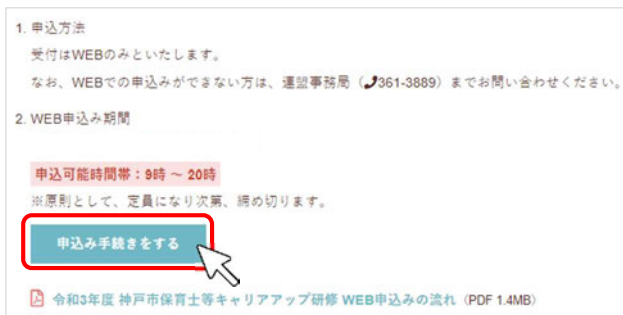 1. 申込方法
受付はWEBのみといたします。
なお、WEBでの申込みができない方は、連盟事務局（361-3889）までお問い合わせください。
2. WEB申込み期間
申込可能時間帯：9時 ～ 20時
※原則として、定員になり次第、締め切ります。
申込み手続きをする
令和3年度 神戸市保育士等キャリアアップ研修 WEB申込みの流れ（PDF 1.4MB）